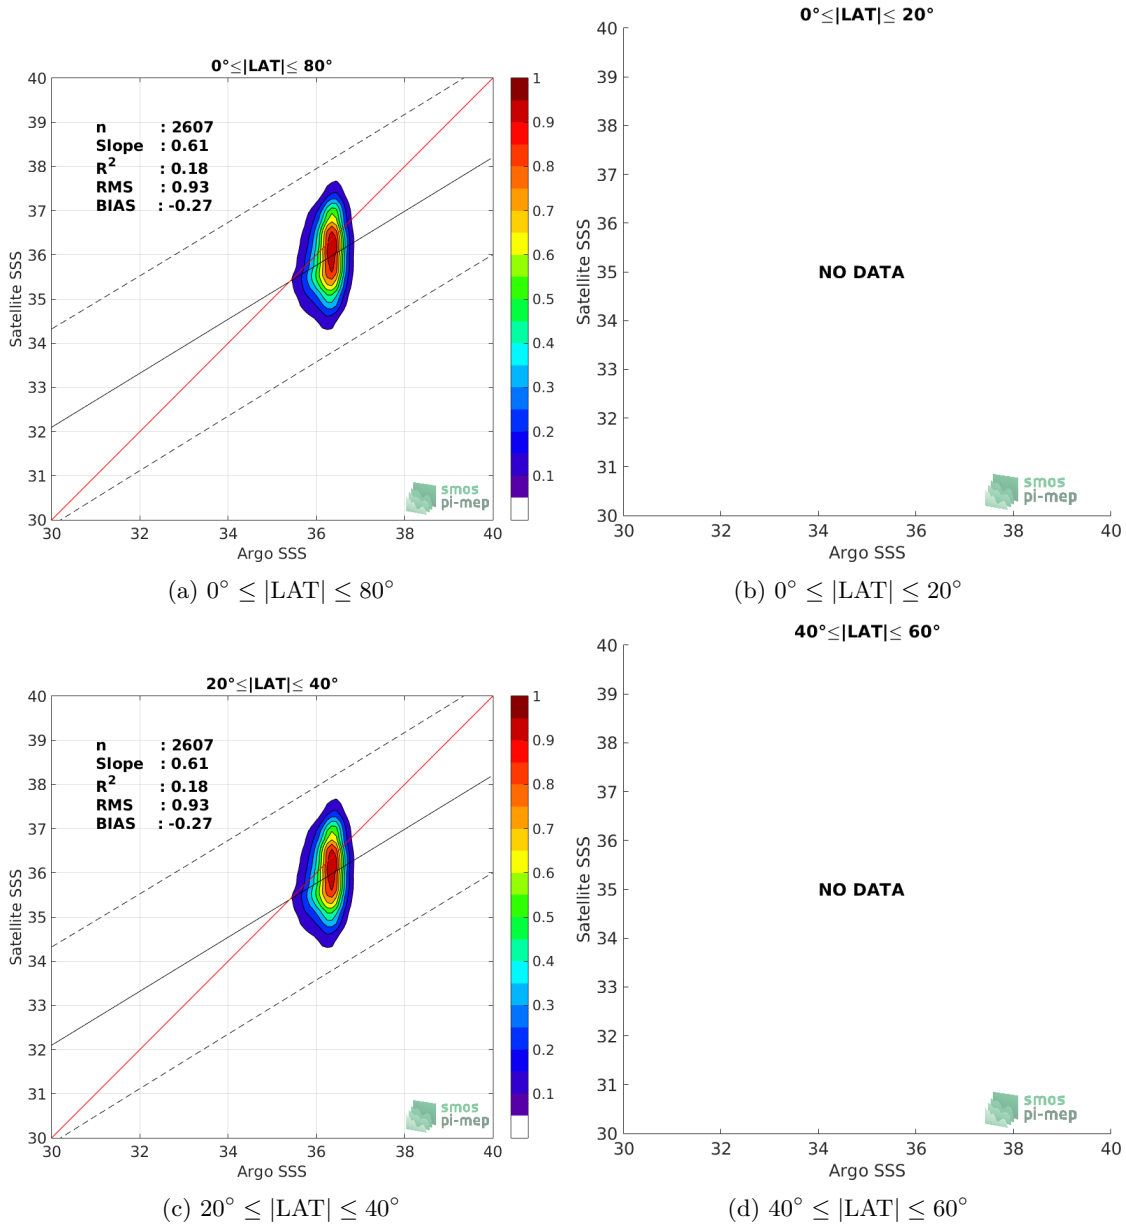 0°≤|LAT|≤ 80°
40
39
38
37
36
35
34
33
32
31
30
Satellite SSS
n : 2607
Slope : 0.61
R² : 0.18
RMS : 0.93
BIAS : -0.27
smos
pi-mep
30 32 34 36 38 40
Argo SSS
1
0.9
0.8
0.7
0.6
0.5
0.4
0.3
0.2
0.1
(a) 0° ≤ |LAT| ≤ 80°
0°≤|LAT|≤ 20°
40
39
38
37
36
35
34
33
32
31
30
Satellite SSS
NO DATA
smos
pi-mep
30 32 34 36 38 40
Argo SSS
(b) 0° ≤ |LAT| ≤ 20°
20°≤|LAT|≤ 40°
40
39
38
37
36
35
34
33
32
31
30
Satellite SSS
n : 2607
Slope : 0.61
R² : 0.18
RMS : 0.93
BIAS : -0.27
smos
pi-mep
30 32 34 36 38 40
Argo SSS
1
0.9
0.8
0.7
0.6
0.5
0.4
0.3
0.2
0.1
(c) 20° ≤ |LAT| ≤ 40°
40°≤|LAT|≤ 60°
40
39
38
37
36
35
34
33
32
31
30
Satellite SSS
NO DATA
smos
pi-mep
30 32 34 36 38 40
Argo SSS
(d) 40° ≤ |LAT| ≤ 60°